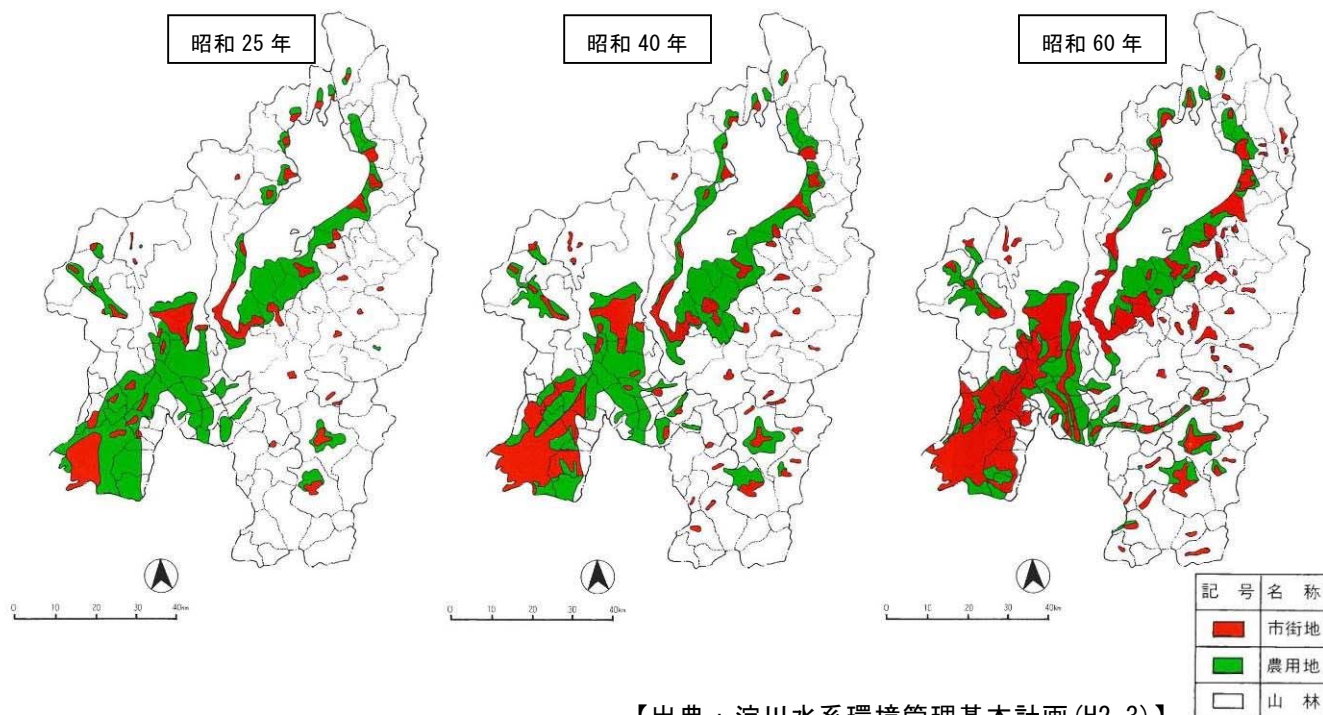 昭和 25 年
昭和 40 年
昭和 60 年
0 10 20 30 40km
0 10 20 30 40km
0 10 20 30 40km
記 号 名 称
市街地
農用地
山 林
【出典：淀川水系環境管理基本計画(H2.3)】